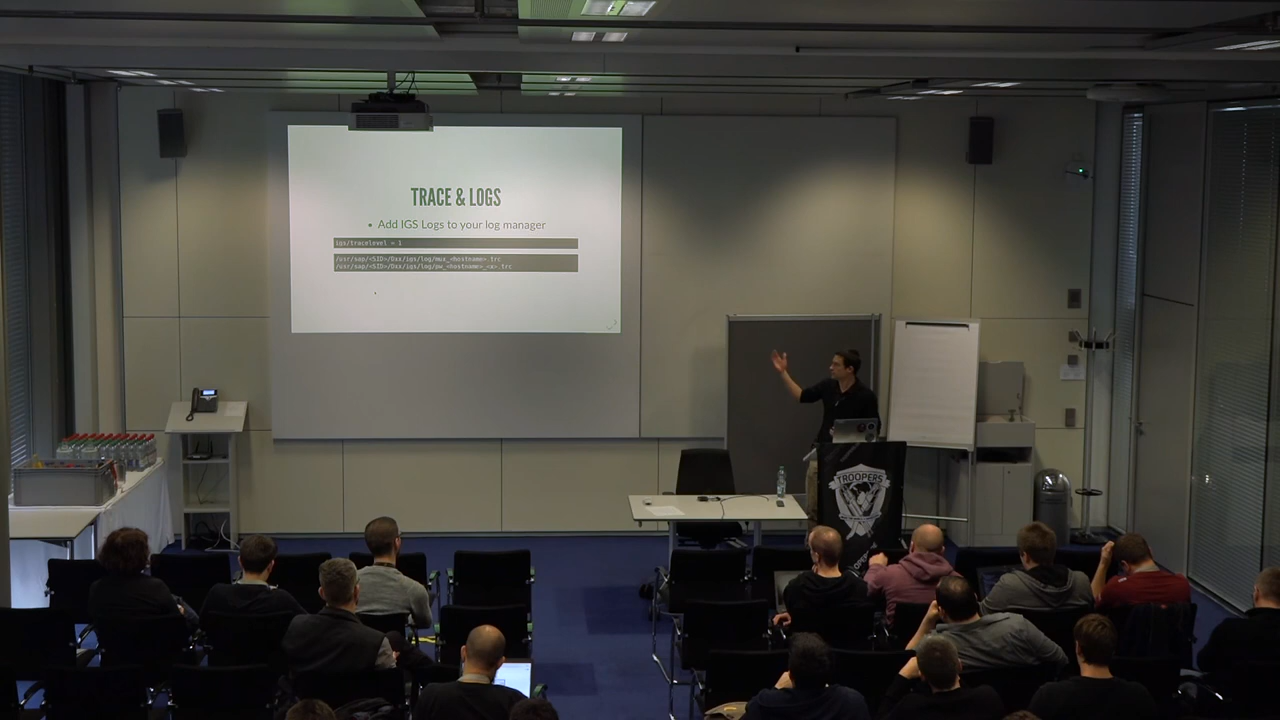 TRACE & LOGS
• Add IGS Logs to your log manager
igs/tracelevel = 1
/usr/sap/<SID>/Dxx/igs/log/mux_<hostname>.trc
/usr/sap/<SID>/Dxx/igs/log/pw_<hostname>_<n>.trc
TROOPERS